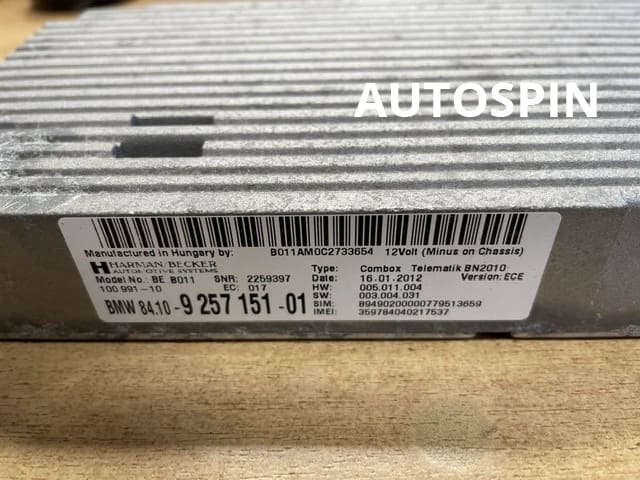 AUTOSPIN
Manufactured in Hungary by: B011AM0C2733654 12Volt (Minus on Chassis)
HARMAN/BECKER
AUTOMOTIVE SYSTEMS
Type: Combox Telematik BN2010
Model No.: BE B011 SNR: 2259397 Date: 16-01-2012 Version: ECE
100 991-10 EC: 017 HW: 005.011.004
SW: 003.004.031
BMW 84.10-9 257 151-01 SIM: 89490200000779513659
IMEI: 359784040217537